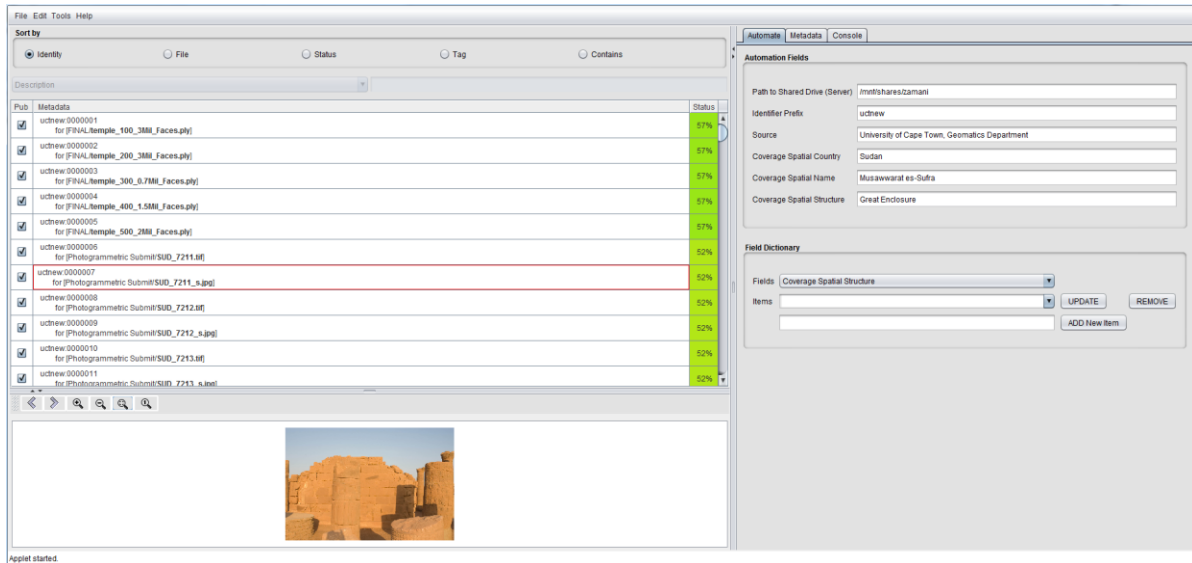 File Edit Tools Help
Sort by
Identity File Status Tag Contains
Description
Pub Metadata Status
uctnew:0000001
for [FINAL/temple_100_3Mil_Faces.ply]
57%
uctnew:0000002
for [FINAL/temple_200_3Mil_Faces.ply]
57%
uctnew:0000003
for [FINAL/temple_300_0.7Mil_Faces.ply]
57%
uctnew:0000004
for [FINAL/temple_400_1.5Mil_Faces.ply]
57%
uctnew:0000005
for [FINAL/temple_500_2Mil_Faces.ply]
57%
uctnew:0000006
for [Photogrammetric Submit/SUD_7211.tif]
52%
uctnew:0000007
for [Photogrammetric Submit/SUD_7211_s.jpg]
52%
uctnew:0000008
for [Photogrammetric Submit/SUD_7212.tif]
52%
uctnew:0000009
for [Photogrammetric Submit/SUD_7212_s.jpg]
52%
uctnew:0000010
for [Photogrammetric Submit/SUD_7213.tif]
52%
uctnew:0000011
for [Photogrammetric Submit/SUD_7213_s.jpg]
52%
Applet started.
Automate Metadata Console
Automation Fields
Path to Shared Drive (Server) /mnt/shares/zamani
Identifier Prefix uctnew
Source University of Cape Town, Geomatics Department
Coverage Spatial Country Sudan
Coverage Spatial Name Musawwarat es-Sufra
Coverage Spatial Structure Great Enclosure
Field Dictionary
Fields Coverage Spatial Structure
Items UPDATE REMOVE
ADD New Item